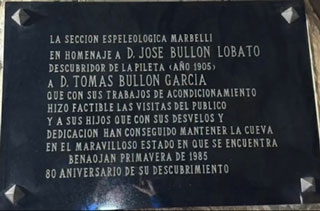 LA SECCION ESPELEOLOGICA MARBELLI
EN HOMENAJE A D. JOSE BULLON LOBATO
DESCUBRIDOR DE LA PILETA (AÑO 1905)
A D. TOMAS BULLON GARCIA
QUE CON SUS TRABAJOS DE ACONDICIONAMIENTO
HIZO FACTIBLE LAS VISITAS DEL PUBLICO
Y A SUS HIJOS QUE CON SUS DESVELOS Y
DEDICACION HAN CONSEGUIDO MANTENER LA CUEVA
EN EL MARAVILLOSO ESTADO EN QUE SE ENCUENTRA
BENAOJAN PRIMAVERA DE 1985
80 ANIVERSARIO DE SU DESCUBRIMIENTO